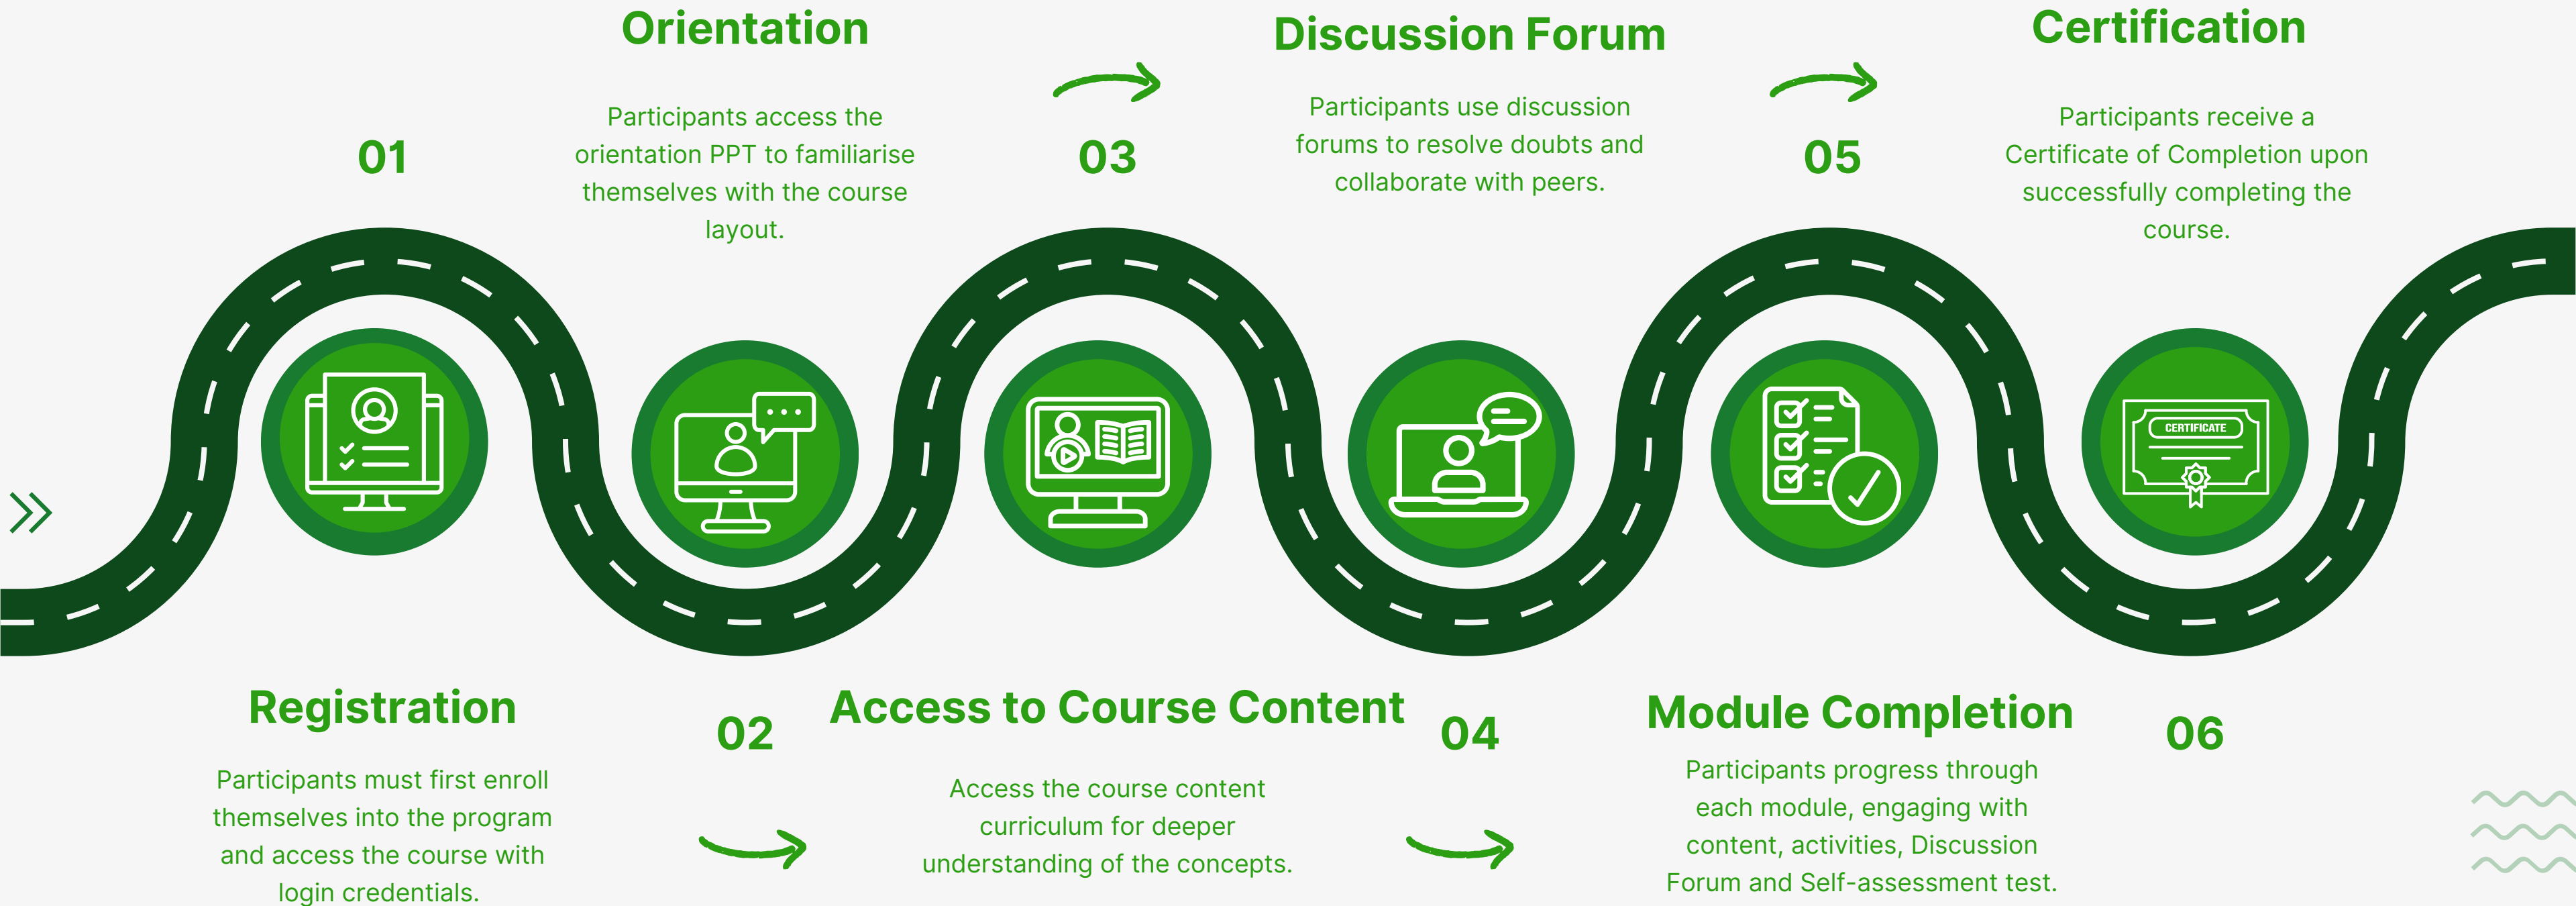 01
Registration
Participants must first enroll
themselves into the program
and access the course with
login credentials.
Orientation
Participants access the
orientation PPT to familiarise
themselves with the course
layout.
02
03
Access to Course Content
Access the course content
curriculum for deeper
understanding of the concepts.
Discussion Forum
Participants use discussion
forums to resolve doubts and
collaborate with peers.
04
05
Module Completion
Participants progress through
each module, engaging with
content, activities, Discussion
Forum and Self-assessment test.
Certification
Participants receive a
Certificate of Completion upon
successfully completing the
course.
CERTIFICATE
06